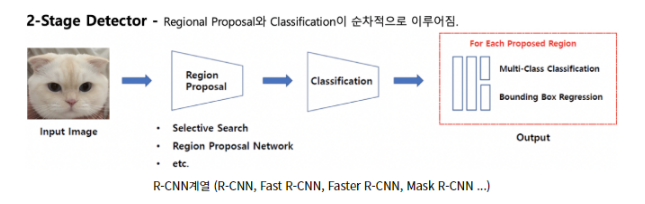 2-Stage Detector - Regional Proposal와 Classification이 순차적으로 이루어짐.
For Each Proposed Region
Region
Proposal
Classification
Multi-Class Classification
Bounding Box Regression
Input Image
Output
• Selective Search
• Region Proposal Network
• etc.
R-CNN계열 (R-CNN, Fast R-CNN, Faster R-CNN, Mask R-CNN ...)